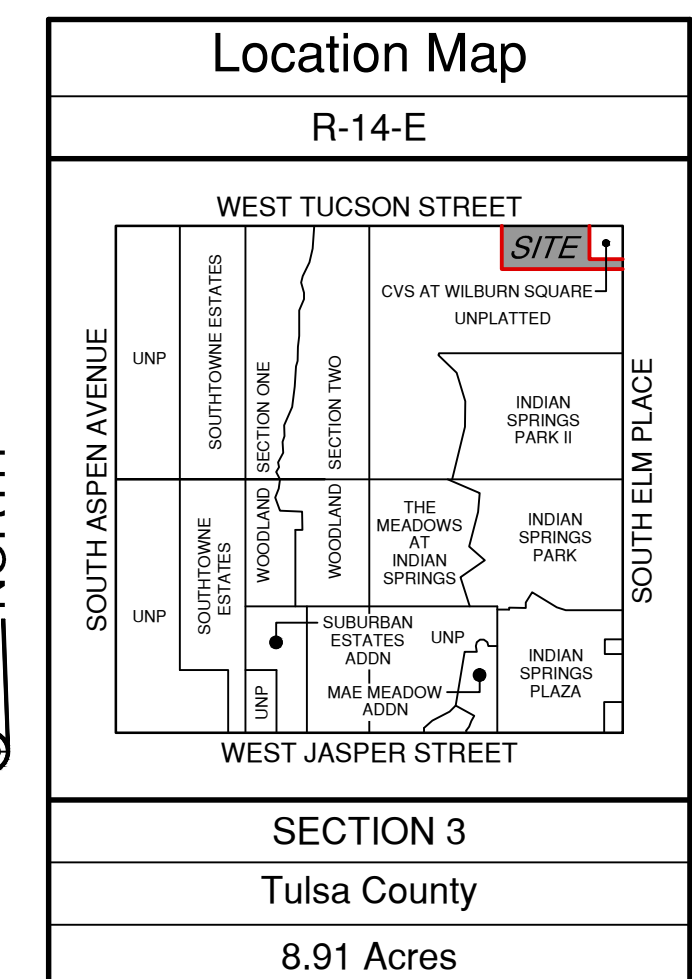 Location Map
R-14-E
WEST TUCSON STREET
SITE
CVS AT WILBURN SQUARE
UNPLATTED
SOUTH ASPEN AVENUE
UNP
SOUTHTOWNE ESTATES
WOODLAND SECTION ONE
WOODLAND SECTION TWO
INDIAN
SPRINGS
PARK II
SOUTH ELM PLACE
NORTH
UNP
SOUTHTOWNE
ESTATES
THE
MEADOWS
AT
INDIAN
SPRINGS
INDIAN
SPRINGS
PARK
SUBURBAN
ESTATES
ADDN
UNP
UNP
MAE MEADOW
ADDN
INDIAN
SPRINGS
PLAZA
WEST JASPER STREET
SECTION 3
Tulsa County
8.91 Acres